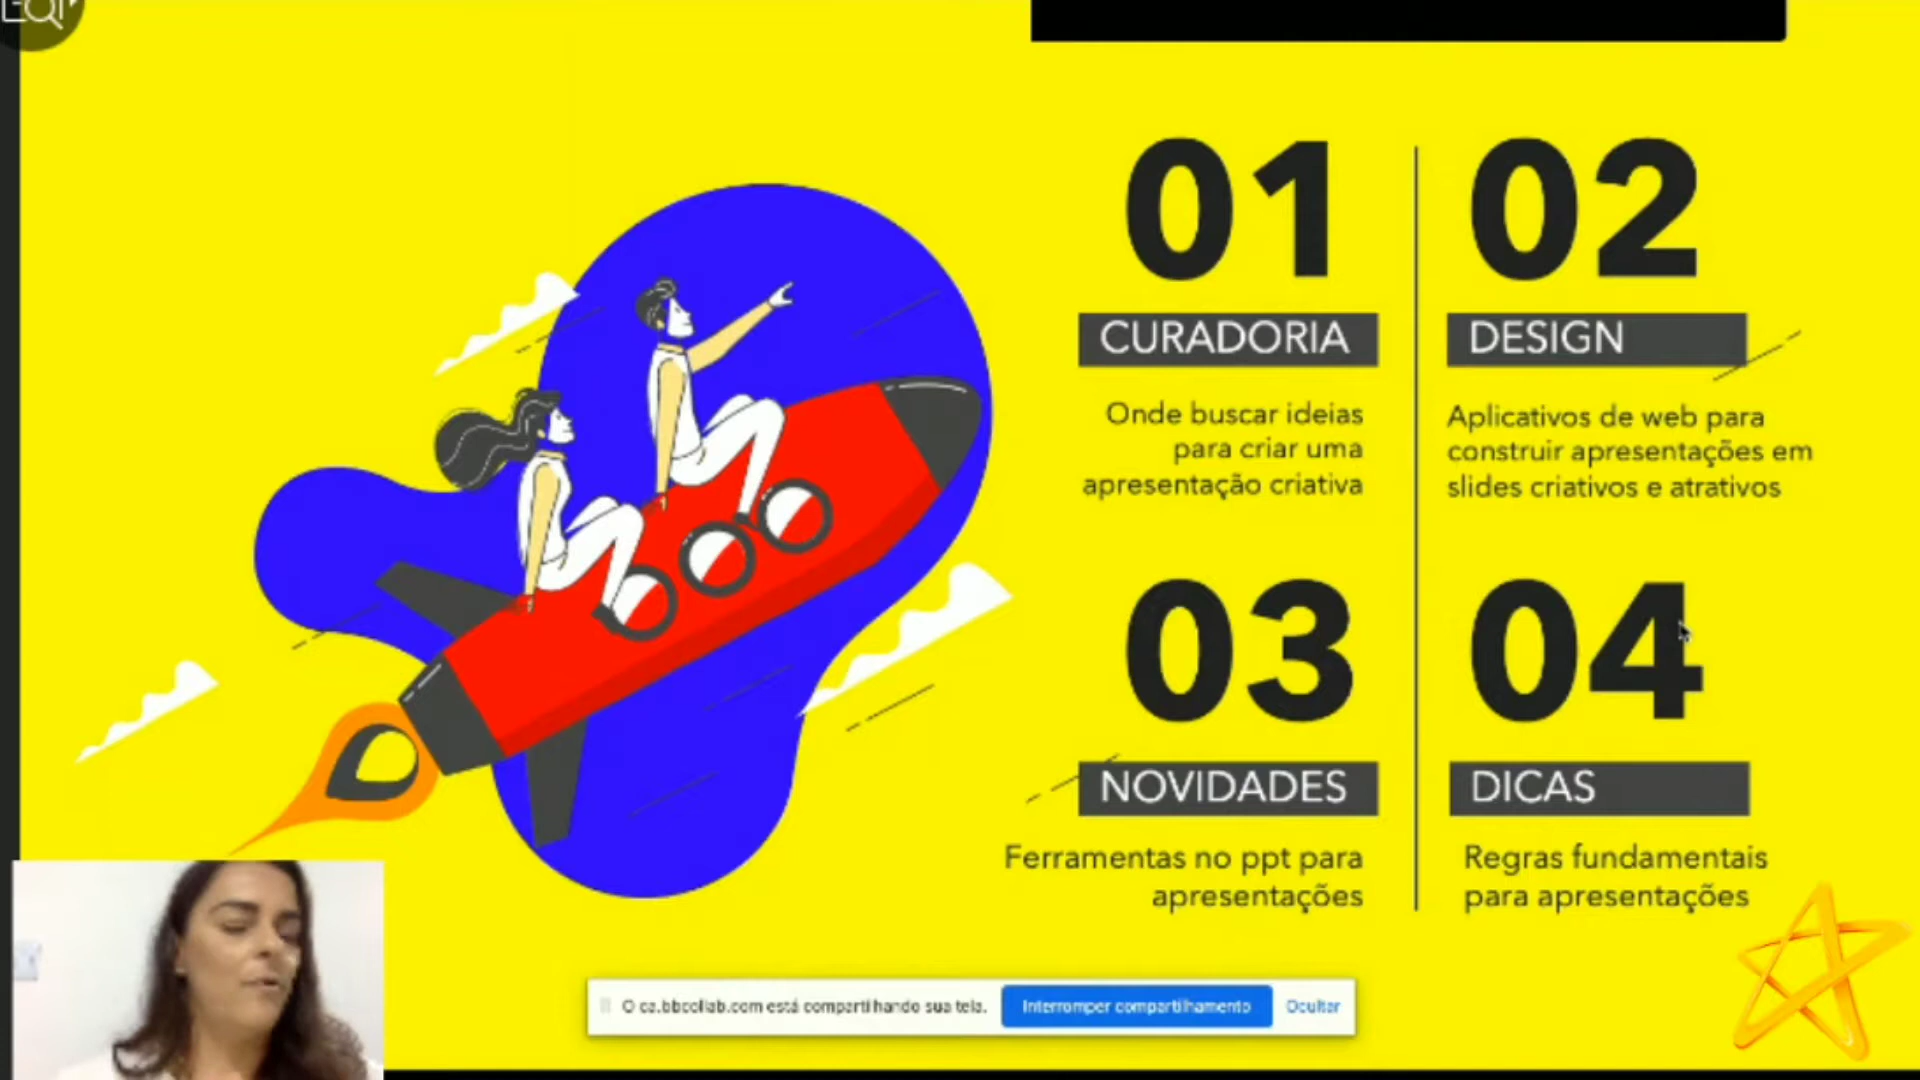 01
CURADORIA
Onde buscar ideias
para criar uma
apresentação criativa
02
DESIGN
Aplicativos de web para
construir apresentações em
slides criativos e atrativos
03
NOVIDADES
Ferramentas no ppt para
apresentações
04
DICAS
Regras fundamentais
para apresentações
O ca.bbcollab.com está compartilhando sua tela.
Interromper compartilhamento
Ocultar